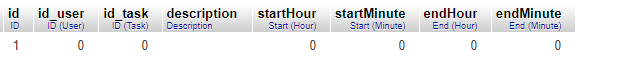 id id_user id_task description startHour startMinute endHour endMinute
ID ID (User) ID (Task) Description Start (Hour) Start (Minute) End (Hour) End (Minute)
1 0 0 0 0 0 0